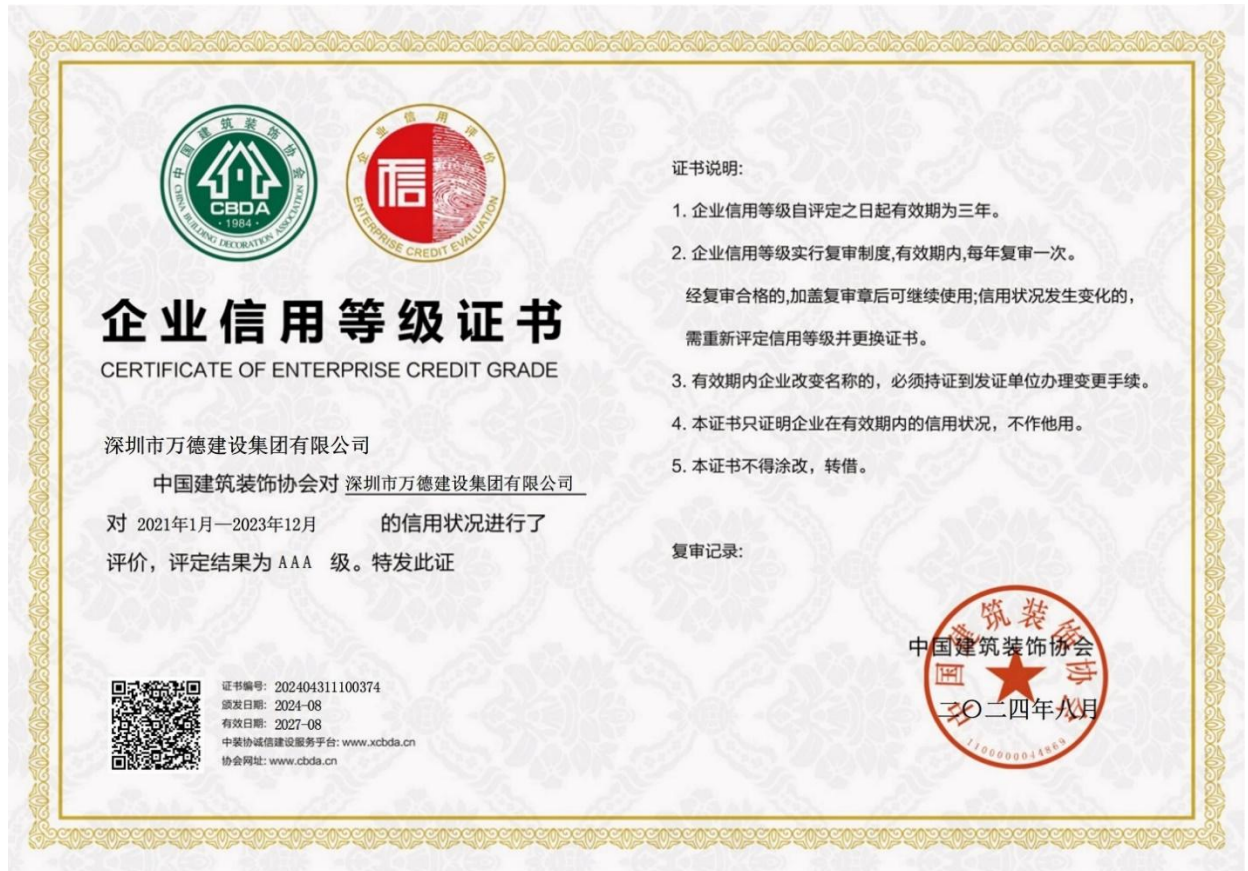 中国建筑装饰协会
CBDA
·1984·
CHINA BUILDING DECORATION ASSOCIATION
企业信用评价
信
ENTERPRISE CREDIT EVALUATION
企业信用等级证书
CERTIFICATE OF ENTERPRISE CREDIT GRADE
深圳市万德建设集团有限公司
中国建筑装饰协会对 深圳市万德建设集团有限公司
对 2021年1月—2023年12月 的信用状况进行了
评价，评定结果为 AAA 级。特发此证
证书编号: 202404311100374
颁发日期: 2024-08
有效日期: 2027-08
中装协诚信建设服务平台: www.xcbda.cn
协会网址: www.cbda.cn
证书说明:
1. 企业信用等级自评定之日起有效期为三年。
2. 企业信用等级实行复审制度,有效期内,每年复审一次。
经复审合格的,加盖复审章后可继续使用;信用状况发生变化的,
需重新评定信用等级并更换证书。
3. 有效期内企业改变名称的，必须持证到发证单位办理变更手续。
4. 本证书只证明企业在有效期内的信用状况，不作他用。
5. 本证书不得涂改，转借。
复审记录:
中国建筑装饰协会
二〇二四年八月
中国建筑装饰协会
1100000044869